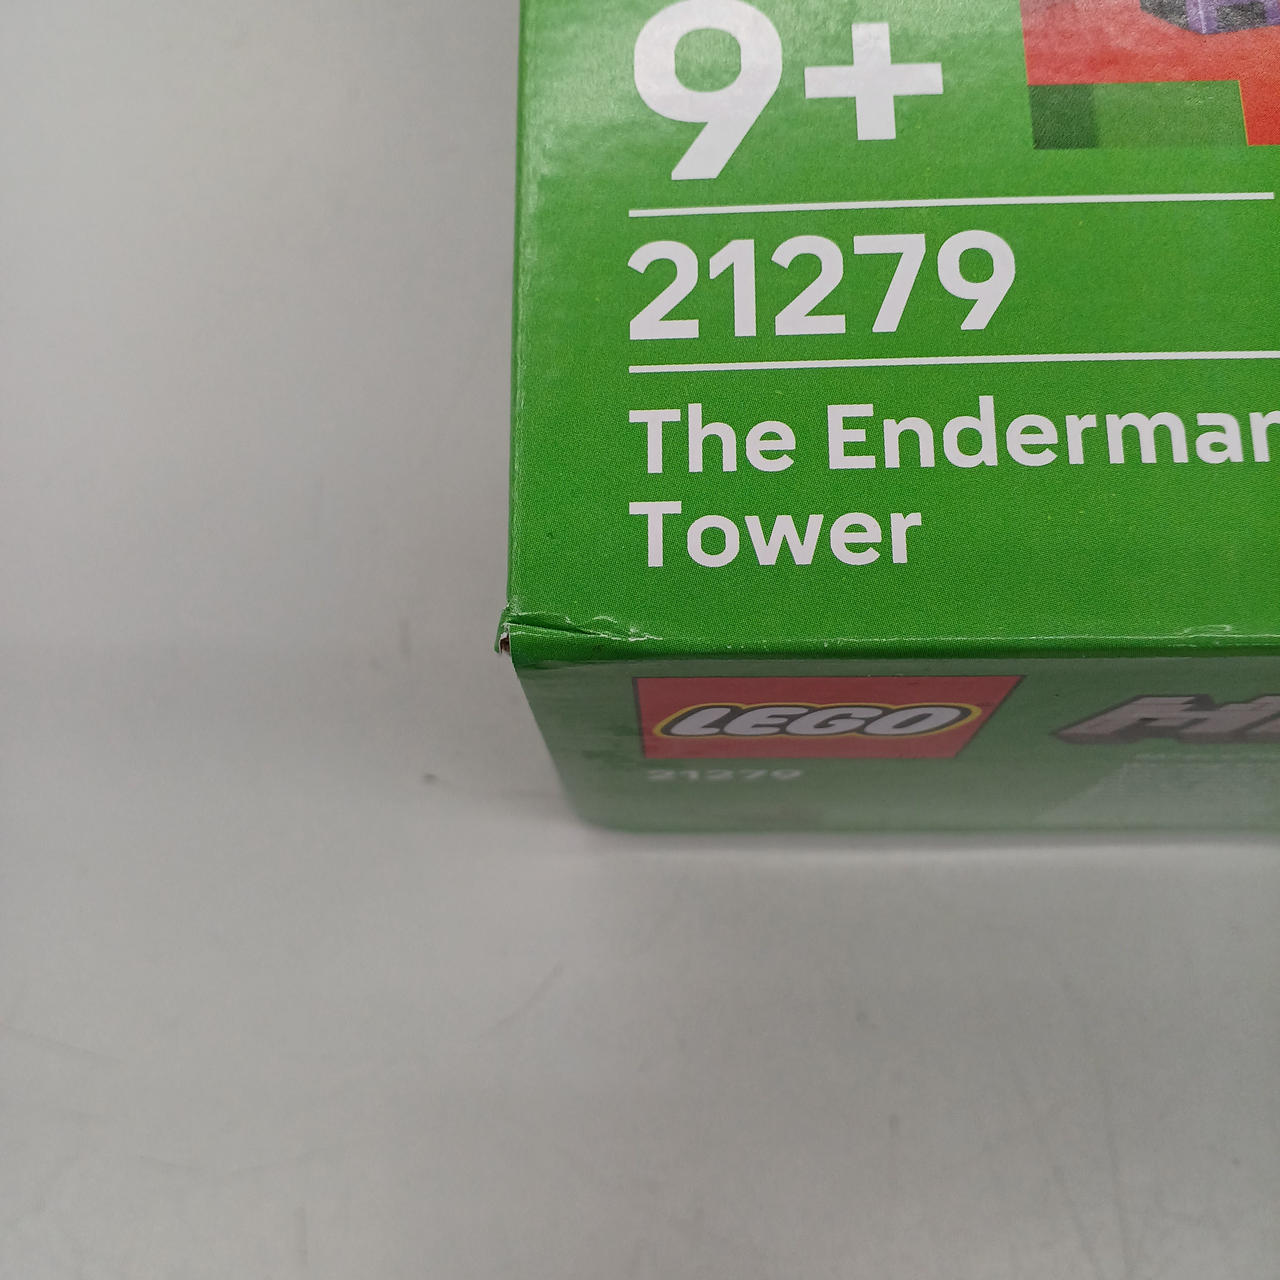 9+
21279
The Enderman
Tower
LEGO
21279